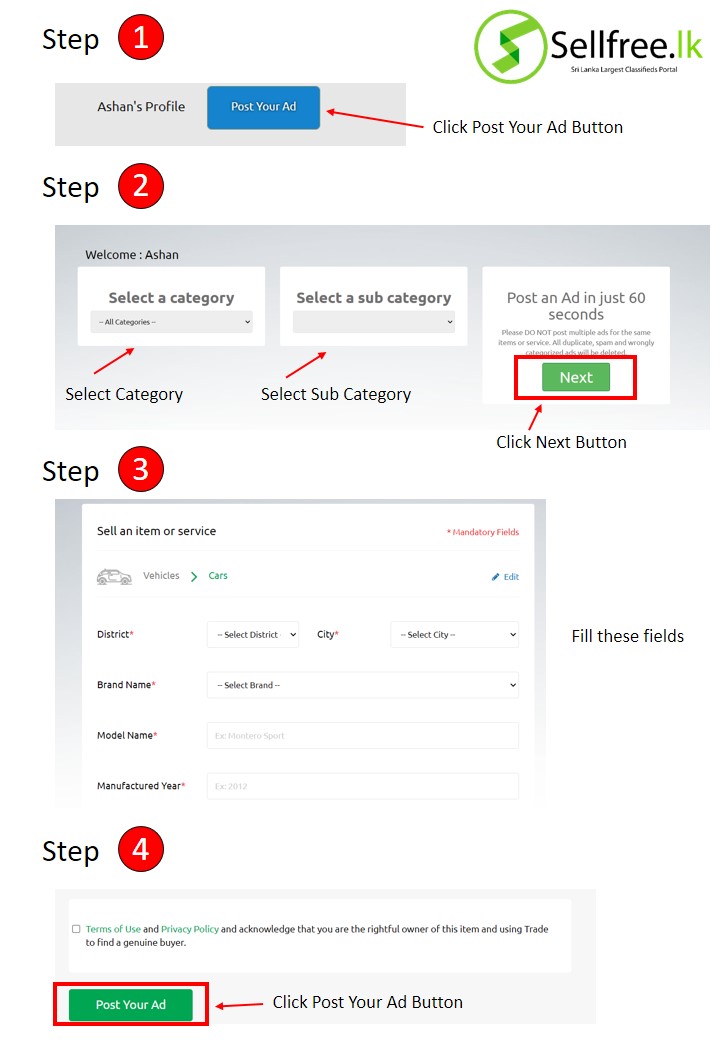 Step 1
Sellfree.lk
Sri Lanka Largest Classifieds Portal
Ashan's Profile
Post Your Ad
Click Post Your Ad Button
Step 2
Welcome : Ashan
Select a category
-- All Categories --
Select a sub category
Post an Ad in just 60
seconds
Please DO NOT post multiple ads for the same
items or service. All duplicate, spam and wrongly
categorized ads will be deleted.
Next
Select Category
Select Sub Category
Click Next Button
Step 3
Sell an item or service
* Mandatory Fields
Vehicles
Cars
Edit
District*
-- Select District
City*
-- Select City --
Fill these fields
Brand Name*
-- Select Brand --
Model Name*
Ex: Montero Sport
Manufactured Year*
Ex: 2012
Step 4
Terms of Use and Privacy Policy and acknowledge that you are the rightful owner of this item and using Trade
to find a genuine buyer.
Post Your Ad
Click Post Your Ad Button